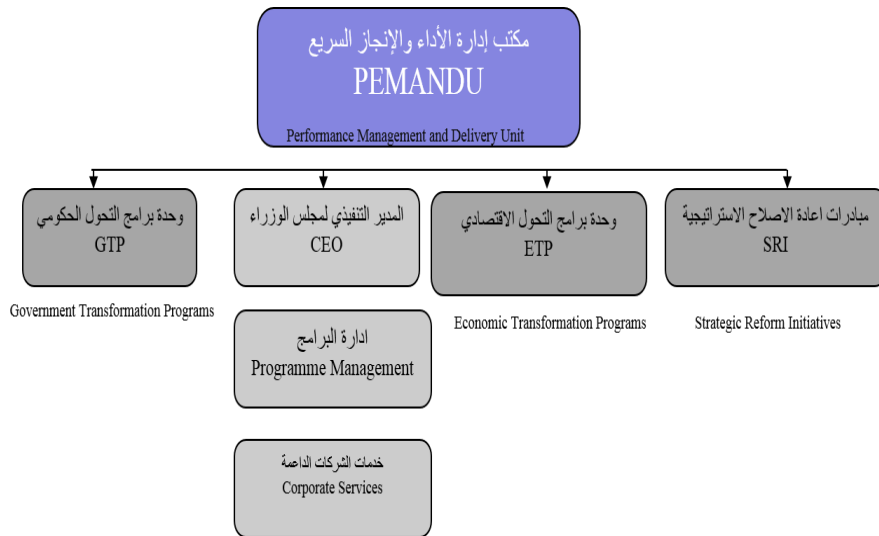 مكتب إدارة الأداء والإنجاز السريع
PEMANDU
Performance Management and Delivery Unit
وحدة برامج التحول الحكومي
GTP
Government Transformation Programs
المدير التنفيذي لمجلس الوزراء
CEO
ادارة البرامج
Programme Management
خدمات الشركات الداعمة
Corporate Services
وحدة برامج التحول الاقتصادي
ETP
Economic Transformation Programs
مبادرات اعادة الاصلاح الاستراتيجية
SRI
Strategic Reform Initiatives